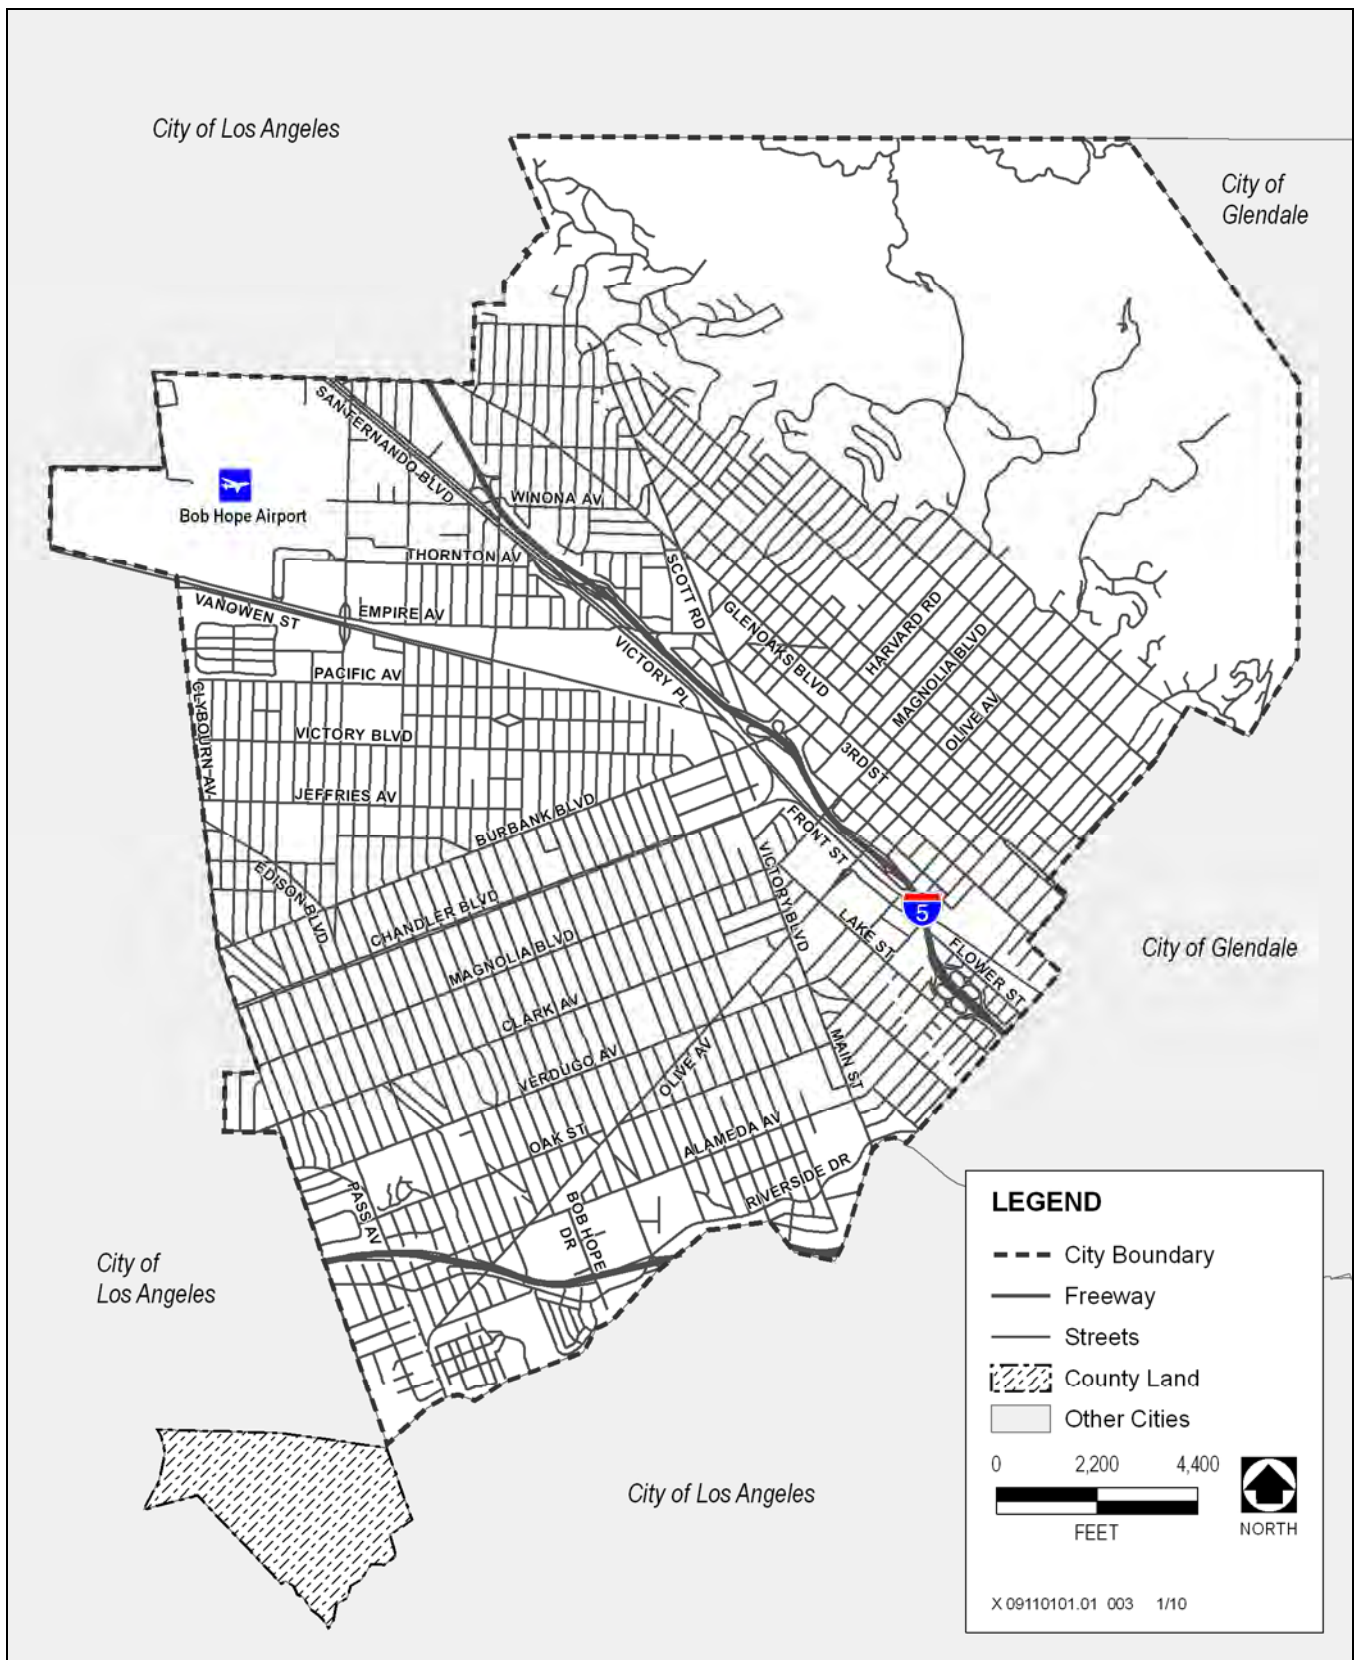 City of Los Angeles
City of
Glendale
SAN FERNANDO BLVD
WINONA AV
Bob Hope Airport
THORNTON AV
SCOTT RD
VANOWEN ST
EMPIRE AV
GLENOAKS BLVD
HARVARD RD
MAGNOLIA BLVD
OLIVE AV
VICTORY PL
PACIFIC AV
CLYBOURN AV
VICTORY BLVD
3RD ST
JEFFRIES AV
BURBANK BLVD
FRONT ST
VICTORY BLVD
EDISON BLVD
CHANDLER BLVD
5
LAKE ST
FLOWER ST
City of Glendale
MAGNOLIA BLVD
CLARK AV
VERDUGO AV
OLIVE AV
MAIN ST
OAK ST
ALAMEDA AV
RIVERSIDE DR
PASS AV
BOB HOPE
DR
City of
Los Angeles
City of Los Angeles
LEGEND
City Boundary
Freeway
Streets
County Land
Other Cities
0 2,200 4,400
FEET
NORTH
X 09110101.01 003 1/10